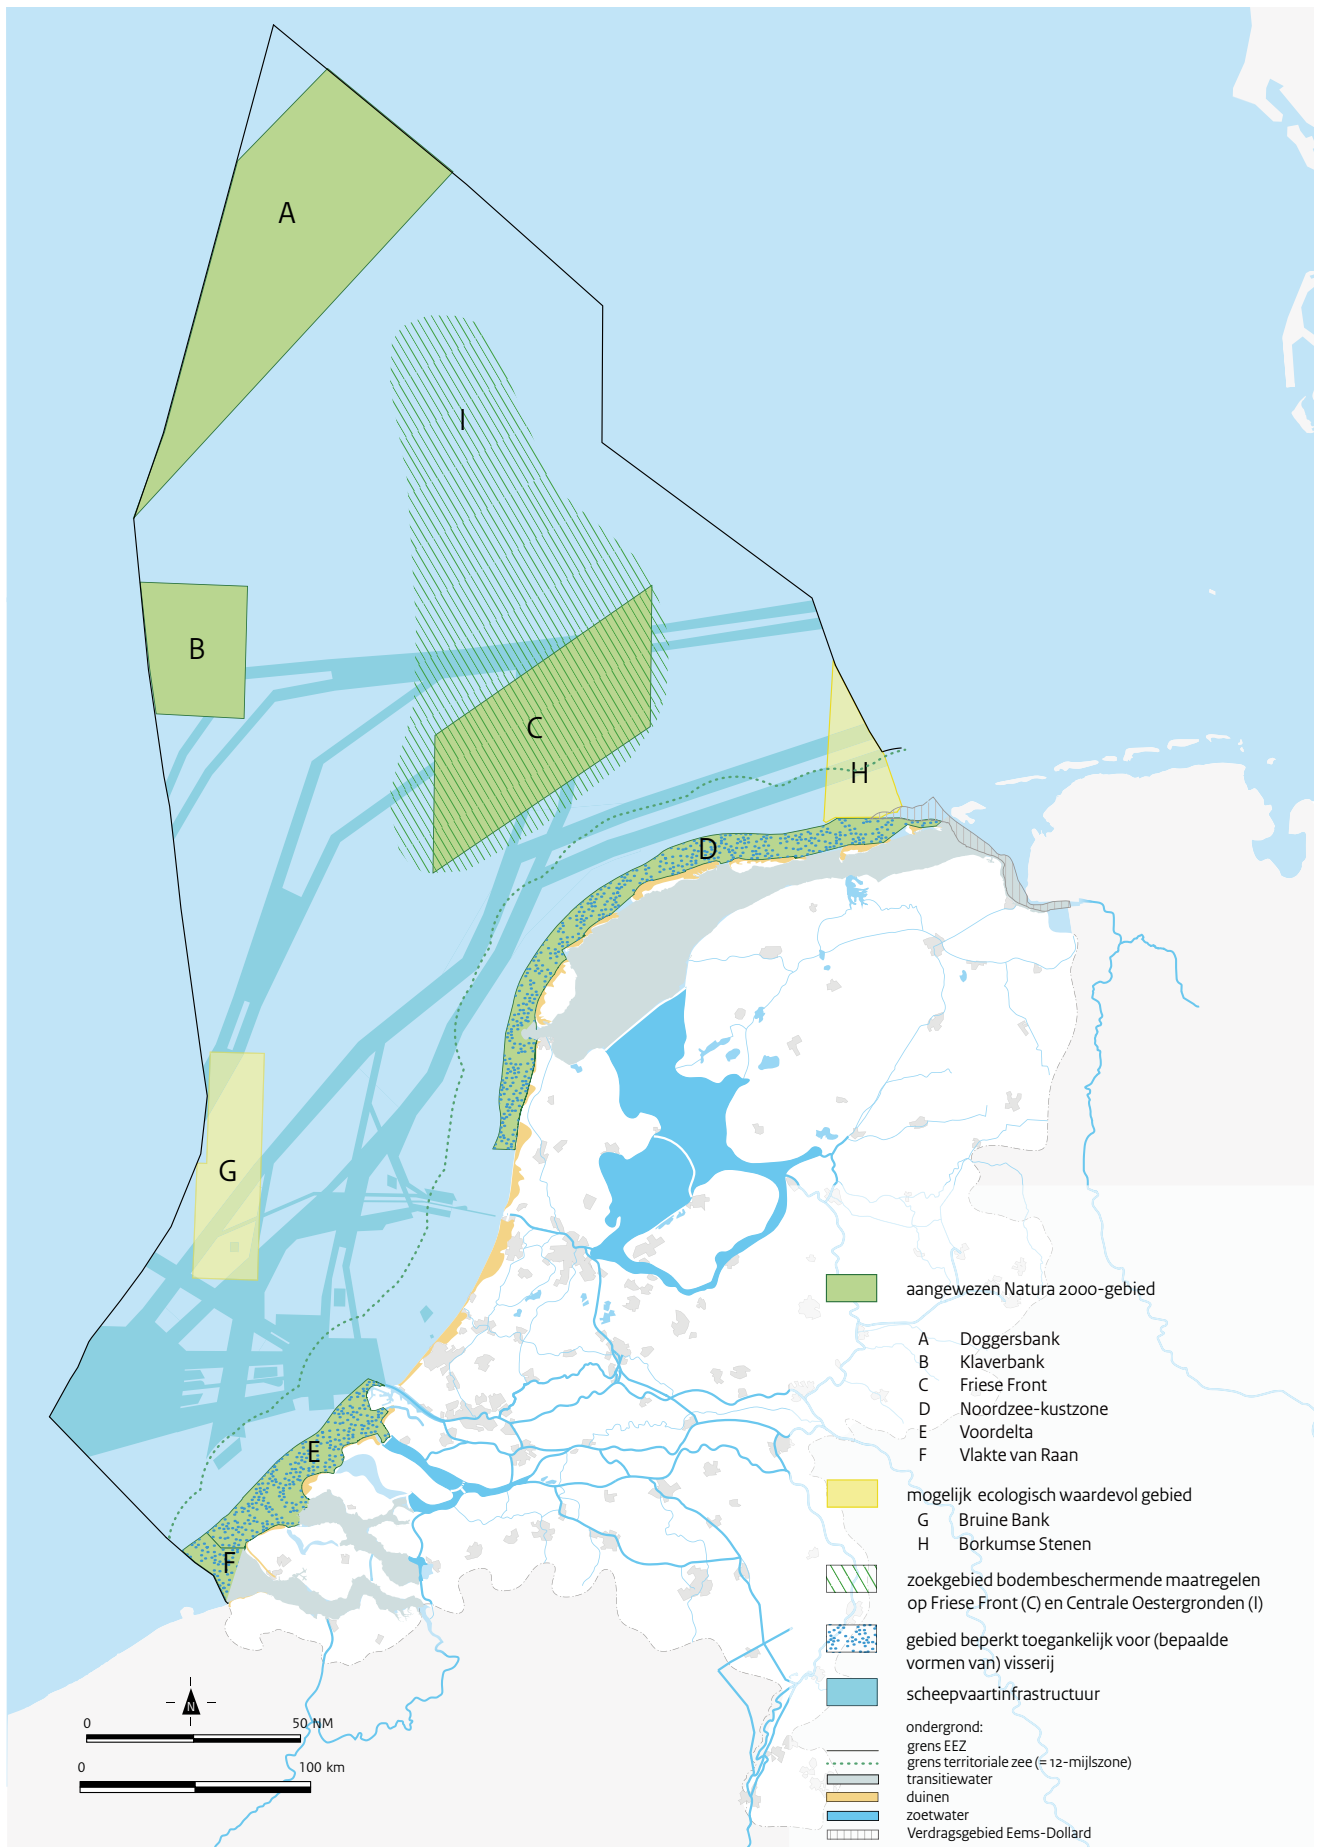 A
I
B
C
H
D
G
E
F
aangewezen Natura 2000-gebied
A Doggersbank
B Klaverbank
C Friese Front
D Noordzee-kustzone
E Voordelta
F Vlakte van Raan
mogelijk ecologisch waardevol gebied
G Bruine Bank
H Borkumse Stenen
zoekgebied bodembeschermende maatregelen
op Friese Front (C) en Centrale Oestergronden (I)
gebied beperkt toegankelijk voor (bepaalde
vormen van) visserij
scheepvaartinfrastructuur
ondergrond:
grens EEZ
grens territoriale zee (= 12-mijlszone)
transitiewater
duinen
zoetwater
Verdragsgebied Eems-Dollard
N
0 50 NM
0 100 km